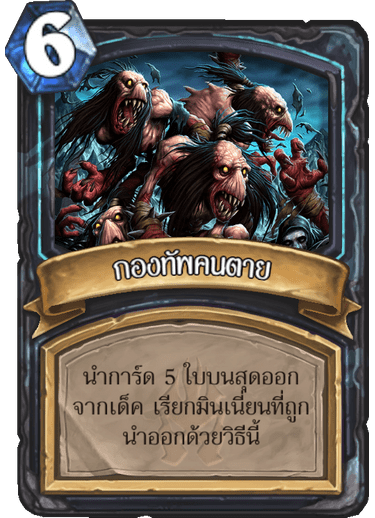 6
กองทัพคนตาย
นำการ์ด 5 ใบบนสุดออก
จากเด็ค เรียกมินเนี่ยนที่ถูก
นำออกด้วยวิธีนี้